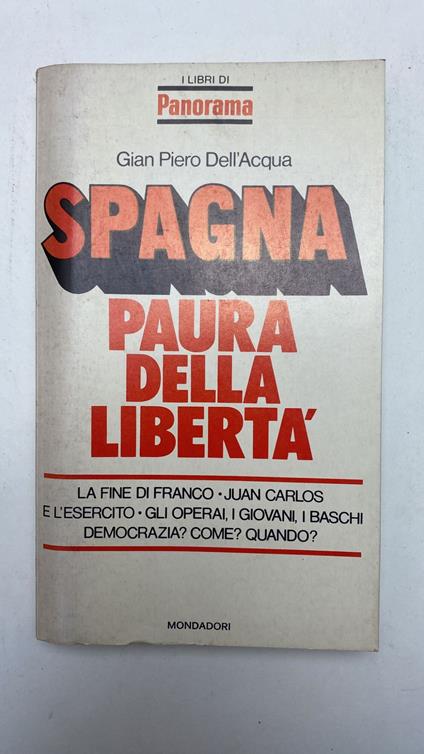 I LIBRI DI
Panorama
Gian Piero Dell'Acqua
SPAGNA
PAURA
DELLA
LIBERTA'
LA FINE DI FRANCO • JUAN CARLOS
E L'ESERCITO • GLI OPERAI, I GIOVANI, I BASCHI
DEMOCRAZIA? COME? QUANDO?
MONDADORI